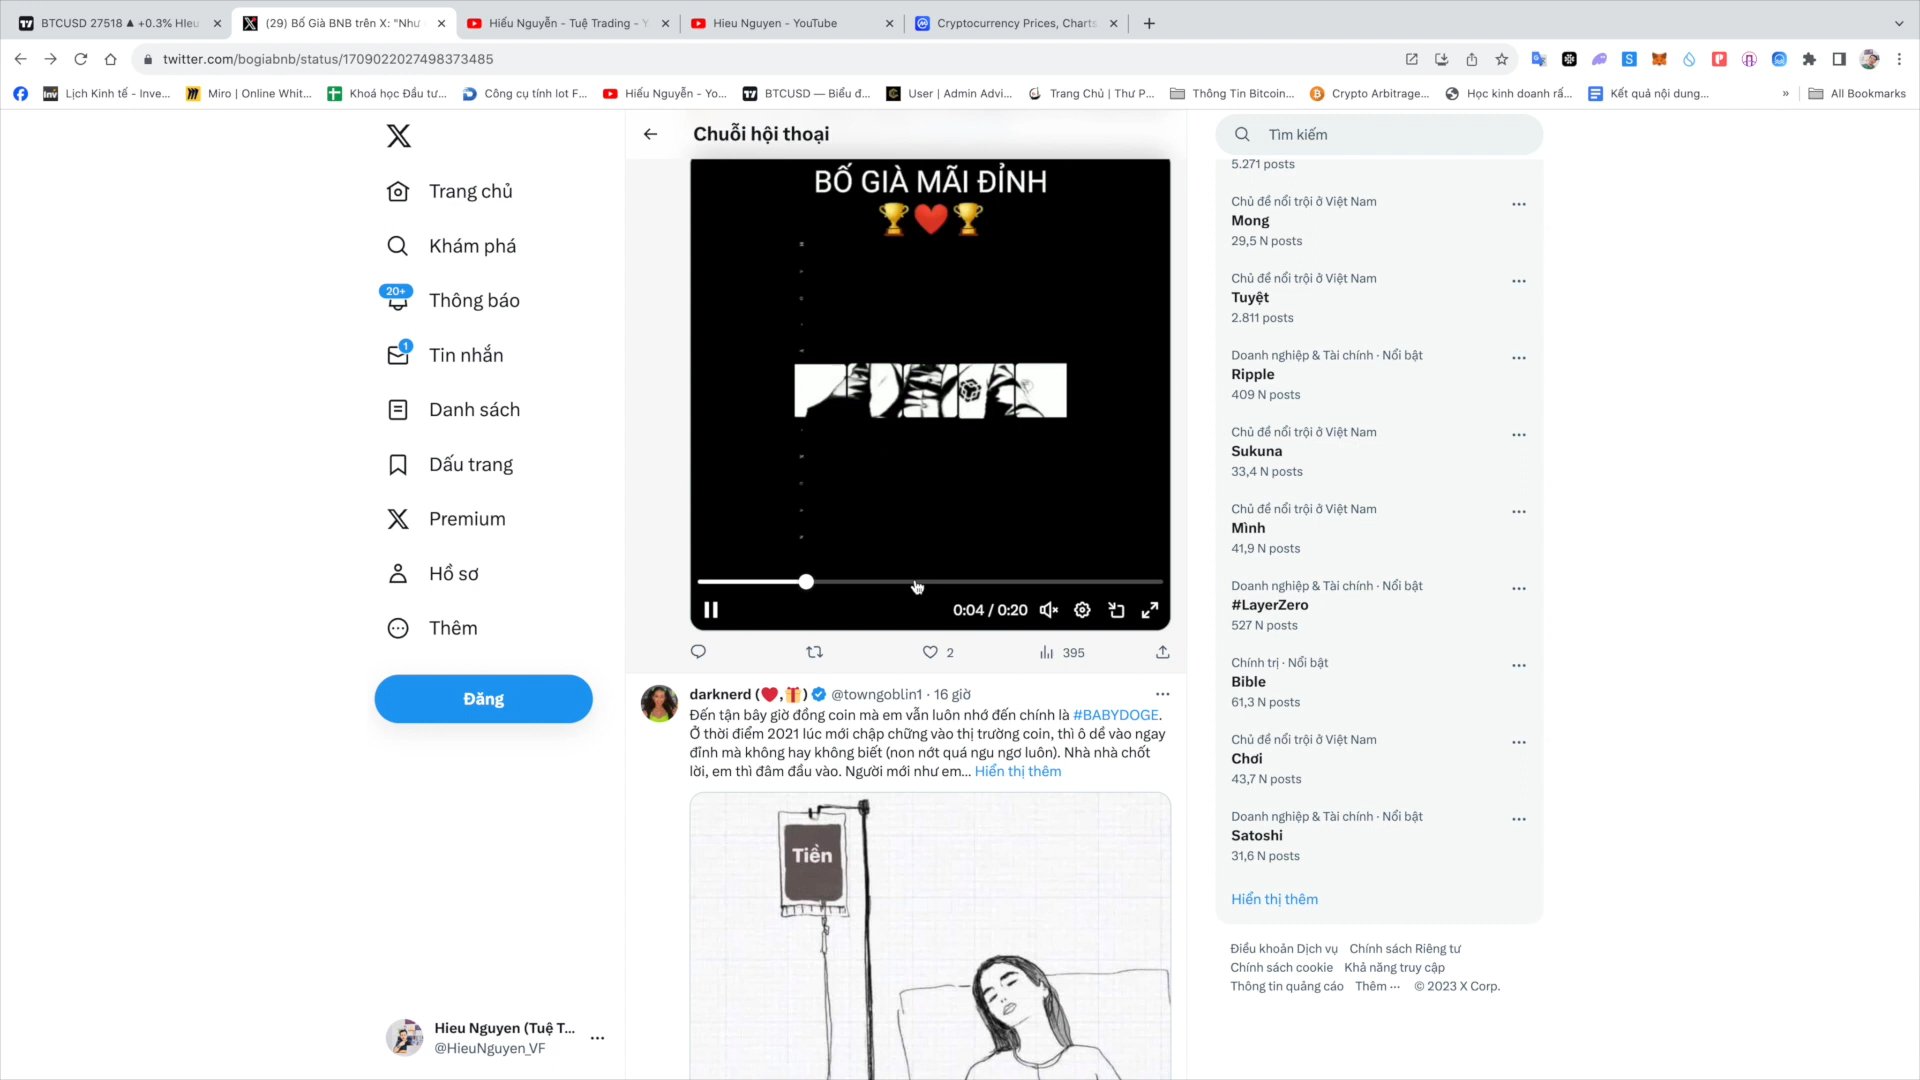 BTCUSD 27518 ▲ +0.3% HIeu
(29) Bố Già BNB trên X: "Như
Hiếu Nguyễn - Tuệ Trading - Y
Hieu Nguyen - YouTube
Cryptocurrency Prices, Charts
twitter.com/bogiabnb/status/1709022027498373485
Lịch Kinh tế - Inve...
Miro | Online Whit...
Khoá học Đầu tư...
Công cụ tính lot F...
Hiếu Nguyễn - Yo...
BTCUSD — Biểu đ...
User | Admin Advi...
Trang Chủ | Thư P...
Thông Tin Bitcoin...
Crypto Arbitrage...
Học kinh doanh rấ...
Kết quả nội dung...
»
All Bookmarks
Trang chủ
Khám phá
20+
Thông báo
1
Tin nhắn
Danh sách
Dấu trang
Premium
Hồ sơ
Thêm
Đăng
Hieu Nguyen (Tuệ T...
@HieuNguyen_VF
Chuỗi hội thoại
BỐ GIÀ MÃI ĐỈNH
🏆❤️🏆
0:04 / 0:20
2
395
darknerd (❤️,🎁) @towngoblin1 · 16 giờ
Đến tận bây giờ đồng coin mà em vẫn luôn nhớ đến chính là #BABYDOGE.
Ở thời điểm 2021 lúc mới chập chững vào thị trường coin, thì ô dề vào ngay
đỉnh mà không hay không biết (non nớt quá ngu ngơ luôn). Nhà nhà chốt
lời, em thì đâm đầu vào. Người mới như em... Hiển thị thêm
Tiền
Tìm kiếm
5.271 posts
Chủ đề nổi trội ở Việt Nam
Mong
29,5 N posts
Chủ đề nổi trội ở Việt Nam
Tuyệt
2.811 posts
Doanh nghiệp & Tài chính · Nổi bật
Ripple
409 N posts
Chủ đề nổi trội ở Việt Nam
Sukuna
33,4 N posts
Chủ đề nổi trội ở Việt Nam
Mình
41,9 N posts
Doanh nghiệp & Tài chính · Nổi bật
#LayerZero
527 N posts
Chính trị · Nổi bật
Bible
61,3 N posts
Chủ đề nổi trội ở Việt Nam
Chơi
43,7 N posts
Doanh nghiệp & Tài chính · Nổi bật
Satoshi
31,6 N posts
Hiển thị thêm
Điều khoản Dịch vụ Chính sách Riêng tư
Chính sách cookie Khả năng truy cập
Thông tin quảng cáo Thêm ··· © 2023 X Corp.